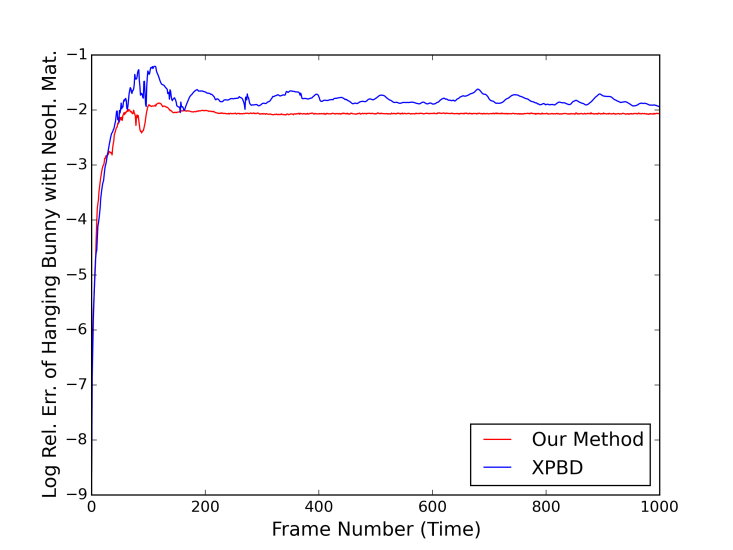 Log Rel. Err. of Hanging Bunny with NeoH. Mat.
−1
−2
−3
−4
−5
−6
−7
−8
−9
0 200 400 600 800 1000
Frame Number (Time)
Our Method
XPBD